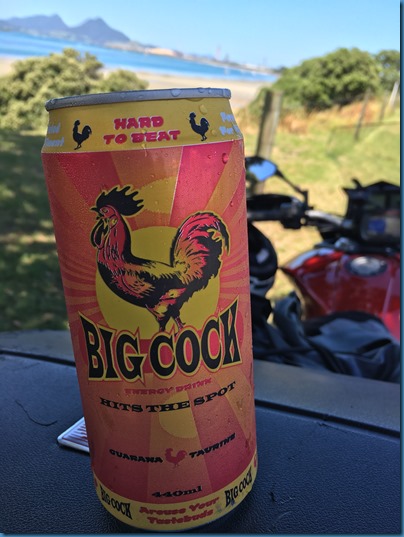 HARD
TO BEAT
BIG COCK
ENERGY DRINK
HITS THE SPOT
GUARANA TAURINE
440ml
BIG COCK
Arouse Your
Tastebuds
BIG COCK